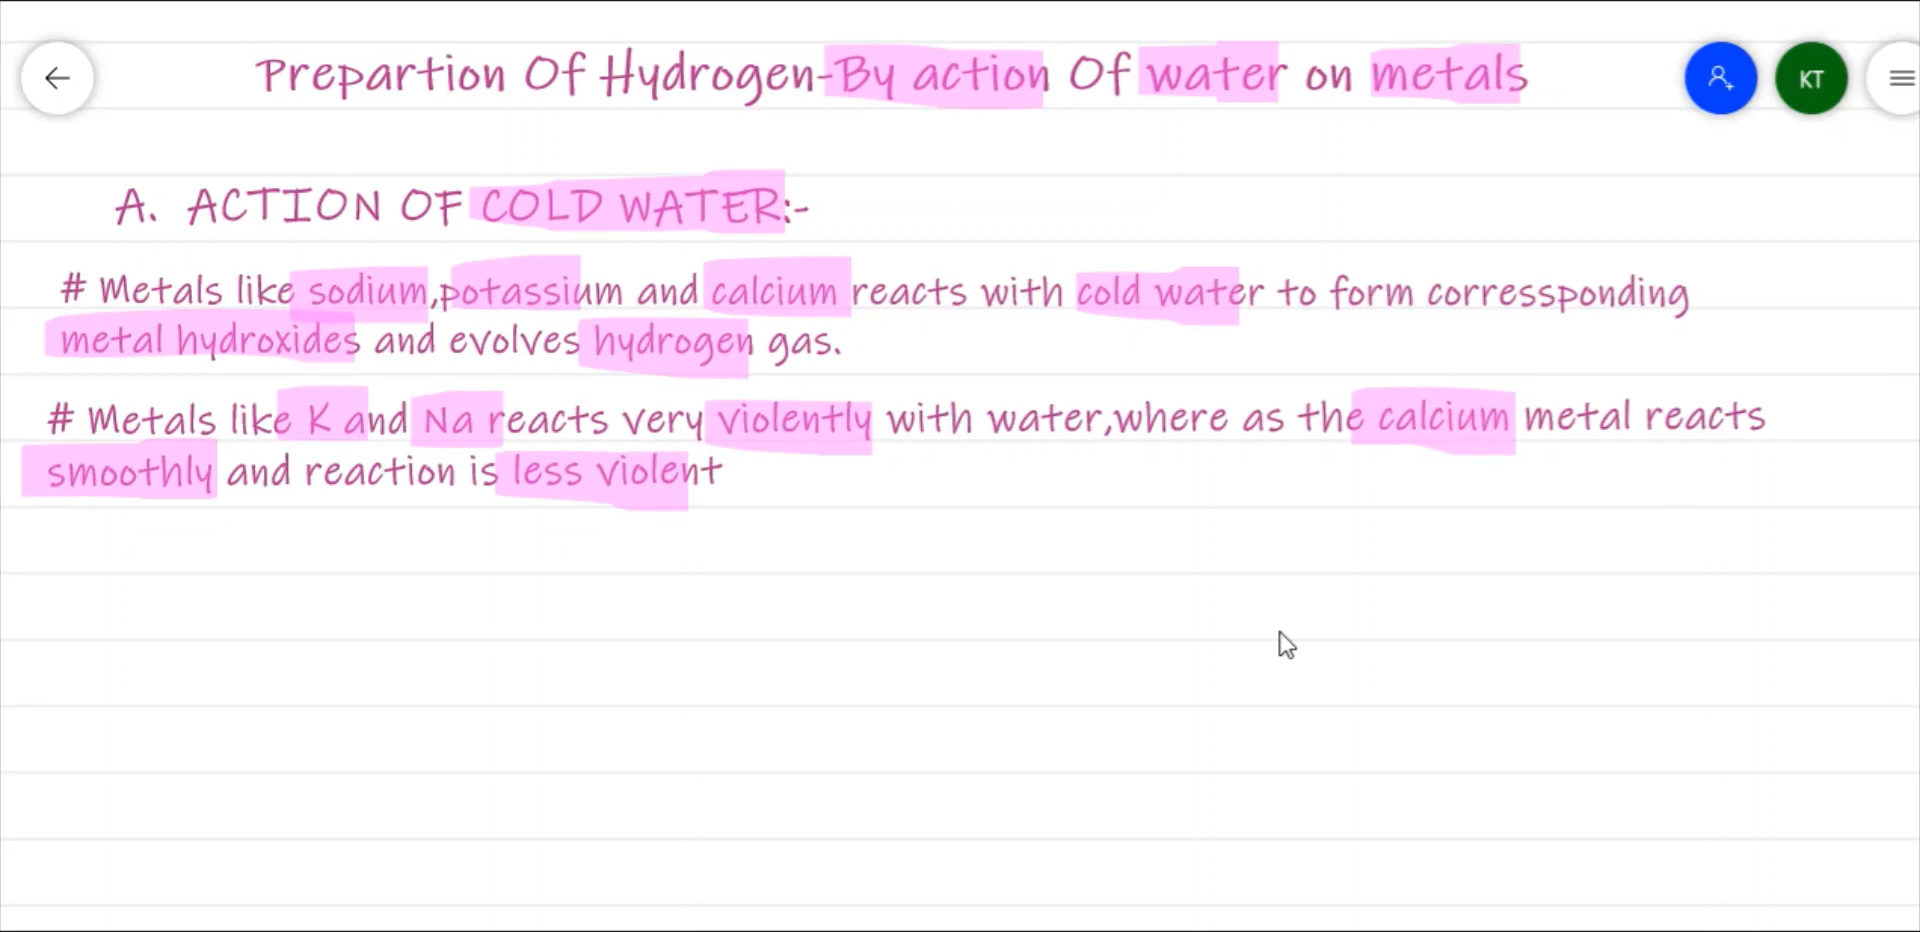 Prepartion Of Hydrogen-By action Of water on metals
KT
A. ACTION OF COLD WATER:-
# Metals like sodium,potassium and calcium reacts with cold water to form corressponding
metal hydroxides and evolves hydrogen gas.
# Metals like K and Na reacts very violently with water,where as the calcium metal reacts
smoothly and reaction is less violent